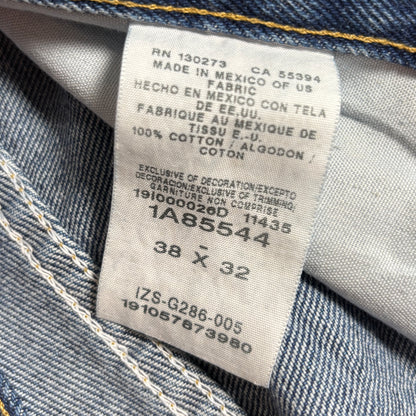 RN 130273 CA 55394
MADE IN MEXICO OF US
FABRIC
HECHO EN MEXICO CON TELA
DE EE.UU.
FABRIQUE AU MEXIQUE DE
TISSU E.-U.
100% COTTON / ALGODON /
COTON
EXCLUSIVE OF DECORATION/EXCEPTO
DECORACION/EXCLUSIVE OF TRIMMING/
GARNITURE NON COMPRISE
19I000026D 11435
1A85544
-
38 X 32
IZS-G286-005
191057873980